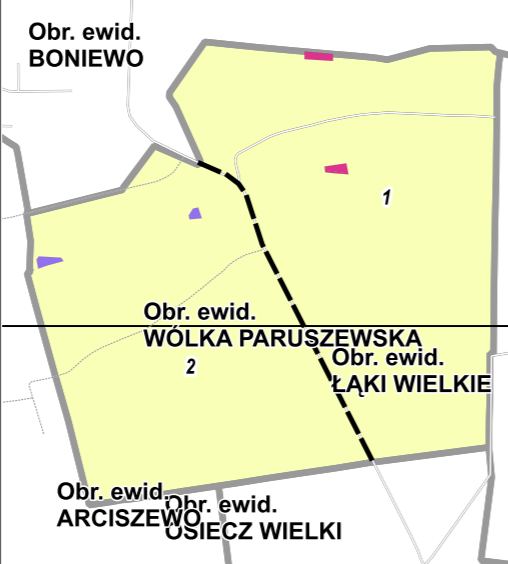 Obr. ewid.
BONIEWO
1
Obr. ewid.
WÓLKA PARUSZEWSKA
Obr. ewid.
ŁĄKI WIELKIE
2
Obr. ewid.
ARCISZEWO
Obr. ewid.
OSIECZ WIELKI